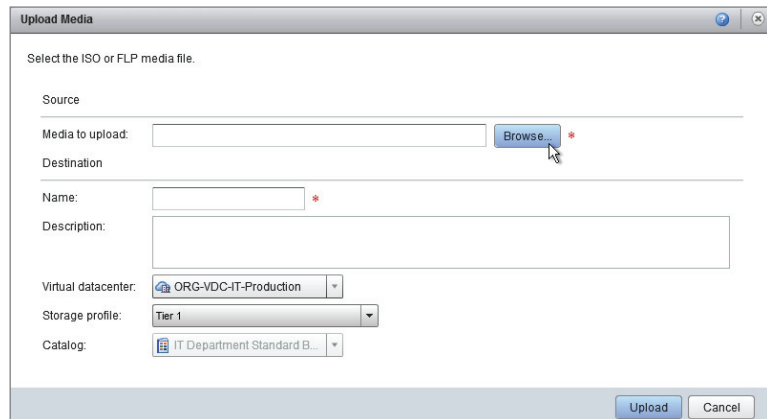 Upload Media
Select the ISO or FLP media file.
Source
Media to upload: Browse... *
Destination
Name: *
Description:
Virtual datacenter: ORG-VDC-IT-Production
Storage profile: Tier 1
Catalog: IT Department Standard B...
Upload Cancel